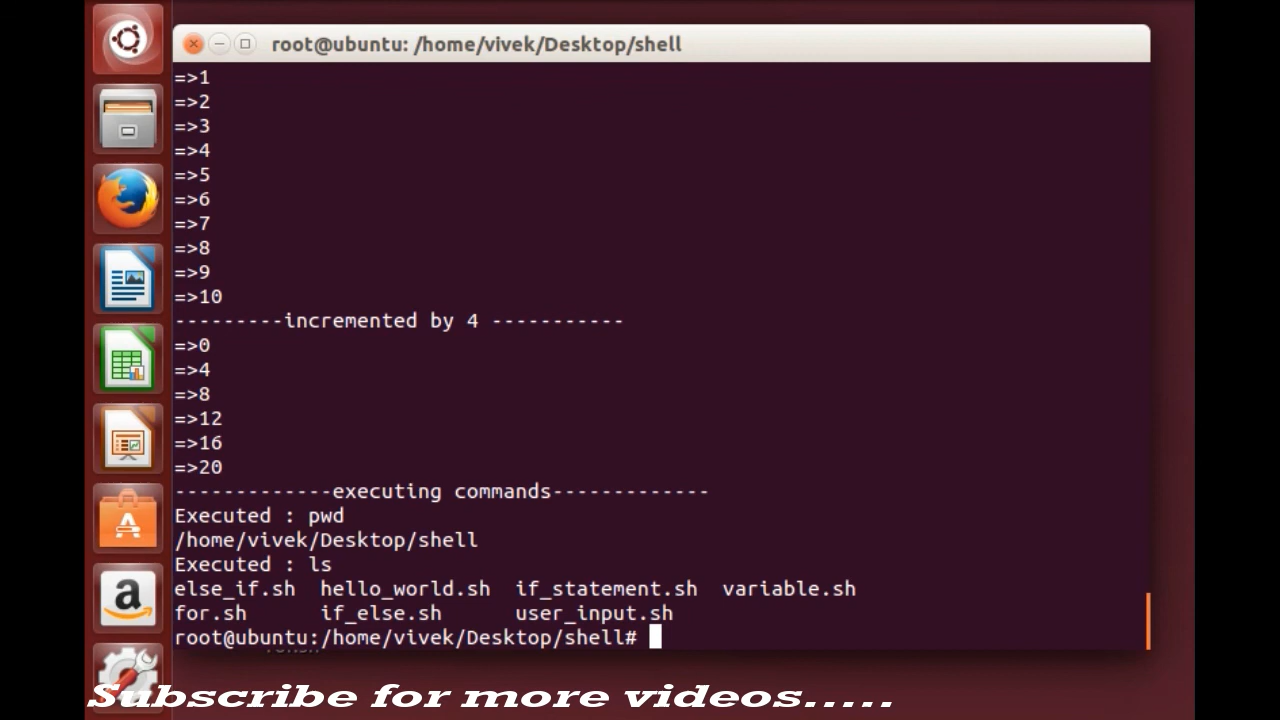 root@ubuntu: /home/vivek/Desktop/shell
=>1
=>2
=>3
=>4
=>5
=>6
=>7
=>8
=>9
=>10
---------incremented by 4 -----------
=>0
=>4
=>8
=>12
=>16
=>20
-------------executing commands-------------
Executed : pwd
/home/vivek/Desktop/shell
Executed : ls
else_if.sh  hello_world.sh  if_statement.sh  variable.sh
for.sh      if_else.sh      user_input.sh
root@ubuntu:/home/vivek/Desktop/shell#
Subscribe for more videos.....